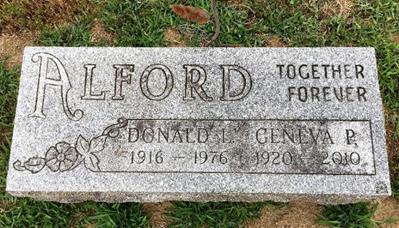 ALFORD
TOGETHER
FOREVER
DONALD L. GENEVA P.
1916 – 1976 1920 – 2010